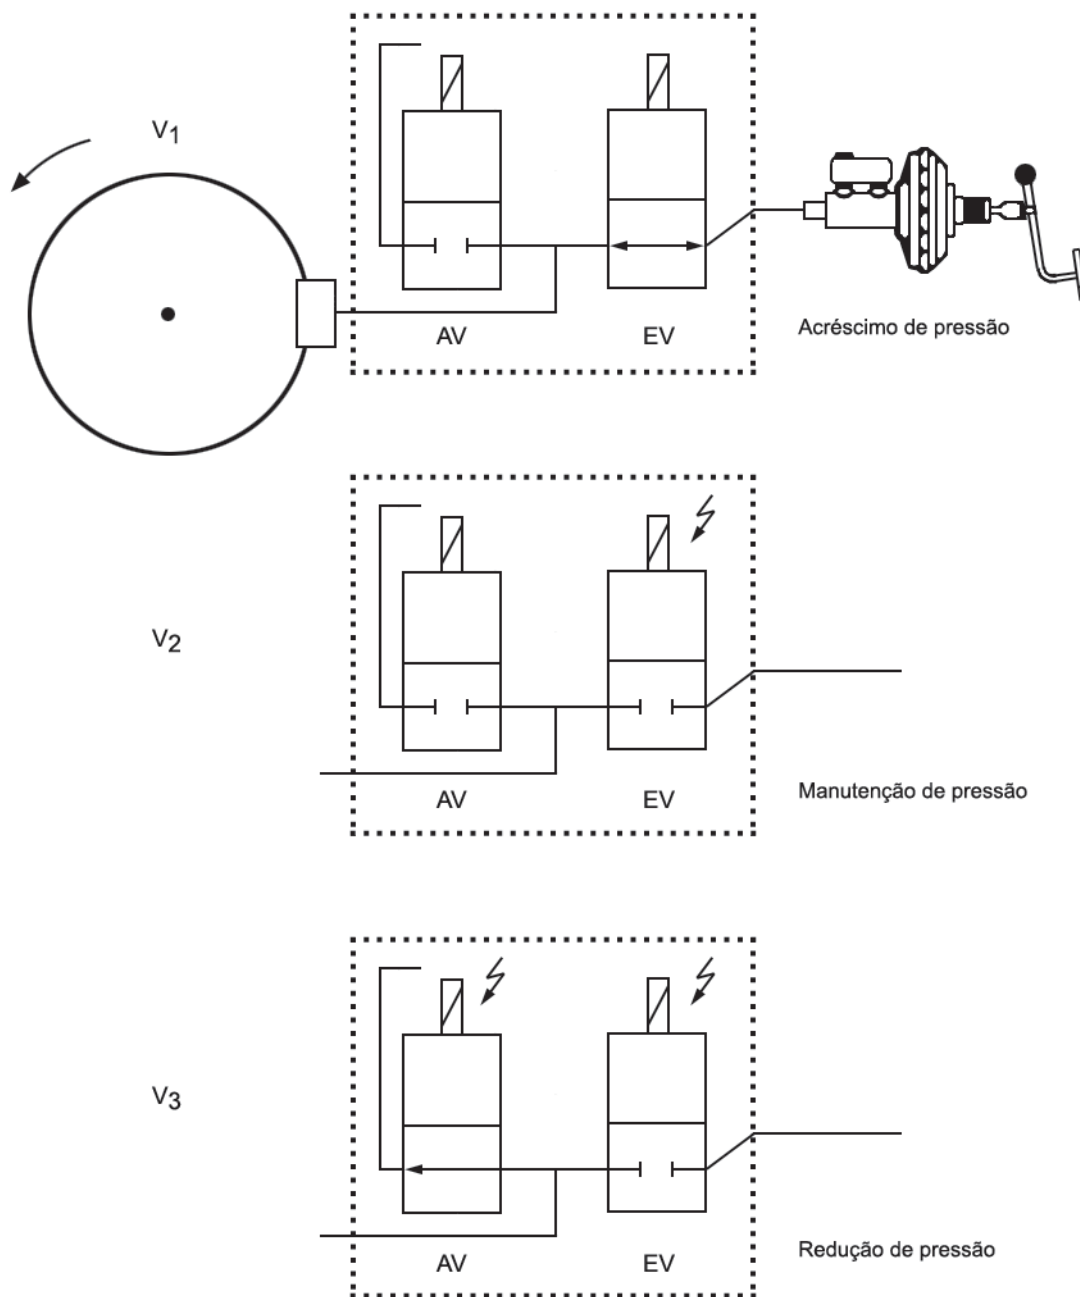 V1
AV
EV
Acréscimo de pressão
V2
AV
EV
Manutenção de pressão
V3
AV
EV
Redução de pressão